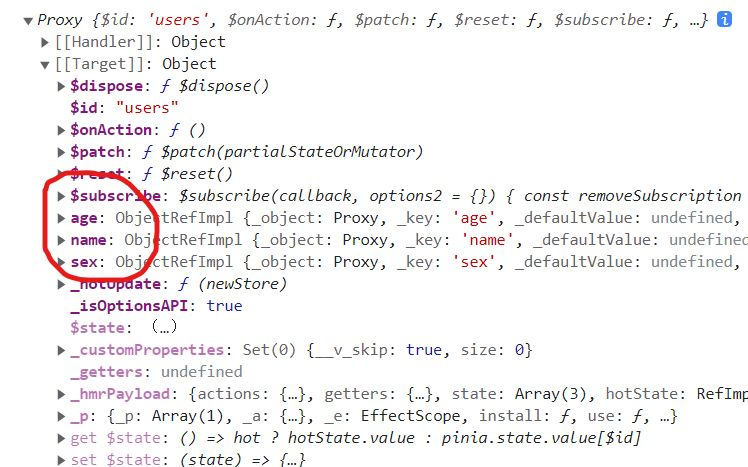 Proxy {$id: 'users', $onAction: ƒ, $patch: ƒ, $reset: ƒ, $subscribe: ƒ, …} i
[[Handler]]: Object
[[Target]]: Object
$dispose: ƒ $dispose()
$id: "users"
$onAction: ƒ ()
$patch: ƒ $patch(partialStateOrMutator)
$reset: ƒ $reset()
$subscribe: $subscribe(callback, options2 = {}) { const removeSubscription
age: ObjectRefImpl {_object: Proxy, _key: 'age', _defaultValue: undefined,
name: ObjectRefImpl {_object: Proxy, _key: 'name', _defaultValue: undefined,
sex: ObjectRefImpl {_object: Proxy, _key: 'sex', _defaultValue: undefined,
_hotUpdate: ƒ (newStore)
_isOptionsAPI: true
$state: (…)
_customProperties: Set(0) {__v_skip: true, size: 0}
_getters: undefined
_hmrPayload: {actions: {…}, getters: {…}, state: Array(3), hotState: RefImp
_p: {_p: Array(1), _a: {…}, _e: EffectScope, install: ƒ, use: ƒ, …}
get $state: () => hot ? hotState.value : pinia.state.value[$id]
set $state: (state) => {…}